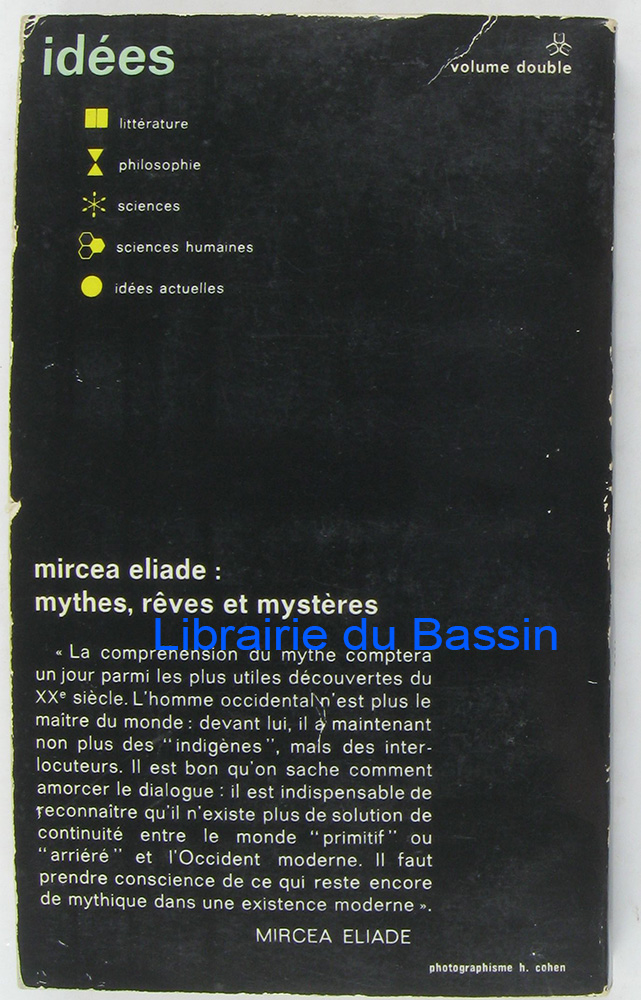 idées
volume double
littérature
philosophie
sciences
sciences humaines
idées actuelles
mircea eliade :
mythes, rêves et mystères
Librairie du Bassin
« La compréhension du mythe comptera
un jour parmi les plus utiles découvertes du
XXe siècle. L'homme occidental n'est plus le
maître du monde : devant lui, il y a maintenant
non plus des "indigènes", mais des inter-
locuteurs. Il est bon qu'on sache comment
amorcer le dialogue : il est indispensable de
reconnaître qu'il n'existe plus de solution de
continuité entre le monde "primitif" ou
"arriéré" et l'Occident moderne. Il faut
prendre conscience de ce qui reste encore
de mythique dans une existence moderne ».
MIRCEA ELIADE
photographisme h. cohen